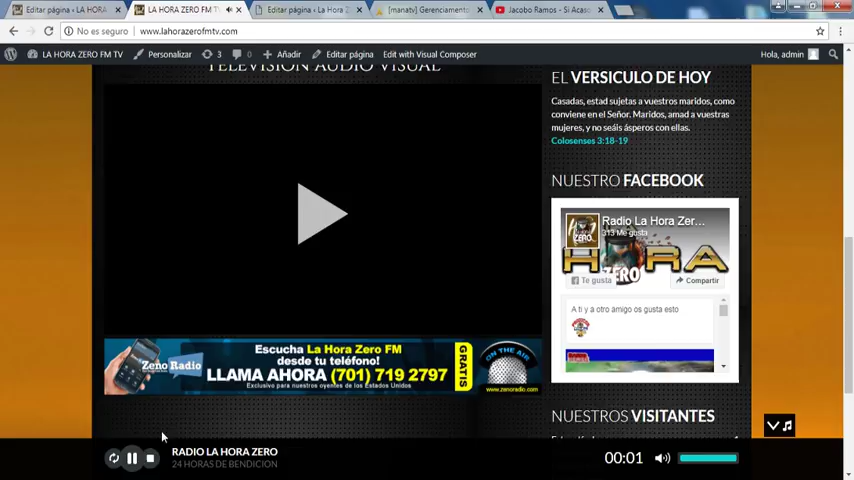 Editar página ‹ LA HORA
LA HORA ZERO FM T
Editar página ‹ La Hora Z
[manatv] Gerenciamento
Jacobo Ramos - Si Acaso
No es seguro
www.lahorazerofmtv.com
LA HORA ZERO FM TV
Personalizar
3
0
Añadir
Editar página
Edit with Visual Composer
Hola, admin
TELEVISION AUDIO VISUAL
EL VERSICULO DE HOY
Casadas, estad sujetas a vuestros maridos, como
conviene en el Señor. Maridos, amad a vuestras
mujeres, y no seáis ásperos con ellas.
Colosenses 3:18-19
NUESTRO FACEBOOK
Radio La Hora Zer...
313 Me gusta
HORA
ZERO
Te gusta
Compartir
A ti y a otro amigo os gusta esto
Zeno Radio
Escucha La Hora Zero FM
desde tu teléfono!
LLAMA AHORA (701) 719 2797
Exclusivo para nuestros oyentes de los Estados Unidos
GRATIS
ON THE AIR
www.zenoradio.com
NUESTROS VISITANTES
RADIO LA HORA ZERO
24 HORAS DE BENDICION
00:01